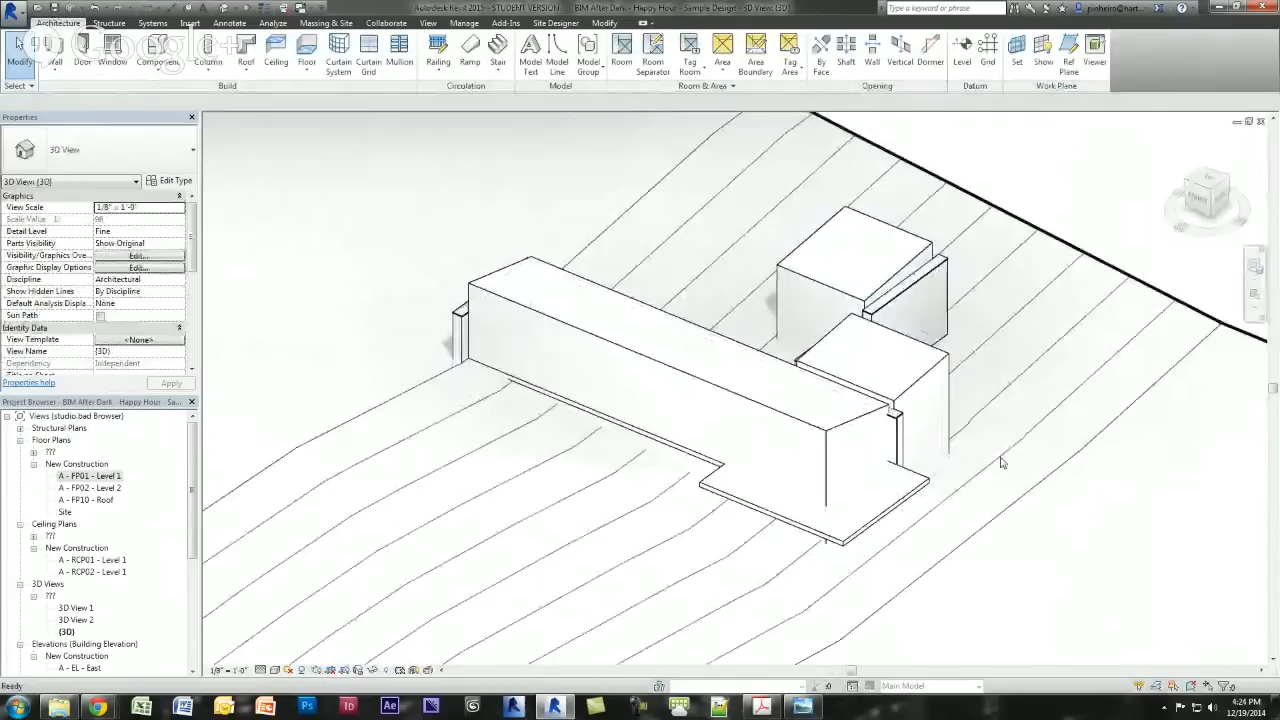 Autodesk Revit 2015 - STUDENT VERSION - BIM After Dark - Happy Hour - Sample Design - 3D View: {3D}
Type a keyword or phrase
pinheiro@hart...
Architecture Structure Systems Insert Annotate Analyze Massing & Site Collaborate View Manage Add-Ins Site Designer Modify
Google+
Modify Wall Door Window Component Column Roof Ceiling Floor Curtain System Curtain Grid Mullion Railing Ramp Stair Model Text Model Line Model Group Room Room Separator Tag Room Area Area Boundary Tag Area By Face Shaft Wall Vertical Dormer Level Grid Set Show Ref Plane Viewer
Select Build Circulation Model Room & Area Opening Datum Work Plane
Properties
3D View
3D View: {3D} Edit Type
Graphics
View Scale 1/8" = 1'-0"
Scale Value 1: 96
Detail Level Fine
Parts Visibility Show Original
Visibility/Graphics Ove... Edit...
Graphic Display Options Edit...
Discipline Architectural
Show Hidden Lines By Discipline
Default Analysis Displa... None
Sun Path
Identity Data
View Template <None>
View Name {3D}
Dependency Independent
Properties help Apply
Project Browser - BIM After Dark - Happy Hour - Sa...
Views (studio.bad Browser)
Structural Plans
Floor Plans
???
New Construction
A - FP01 - Level 1
A - FP02 - Level 2
A - FP10 - Roof
Site
Ceiling Plans
???
New Construction
A - RCP01 - Level 1
A - RCP02 - Level 1
3D Views
???
3D View 1
3D View 2
{3D}
Elevations (Building Elevation)
New Construction
A - EL - East
1/8" = 1'-0"
Ready
:0
Main Model
:0
4:24 PM
12/19/2014